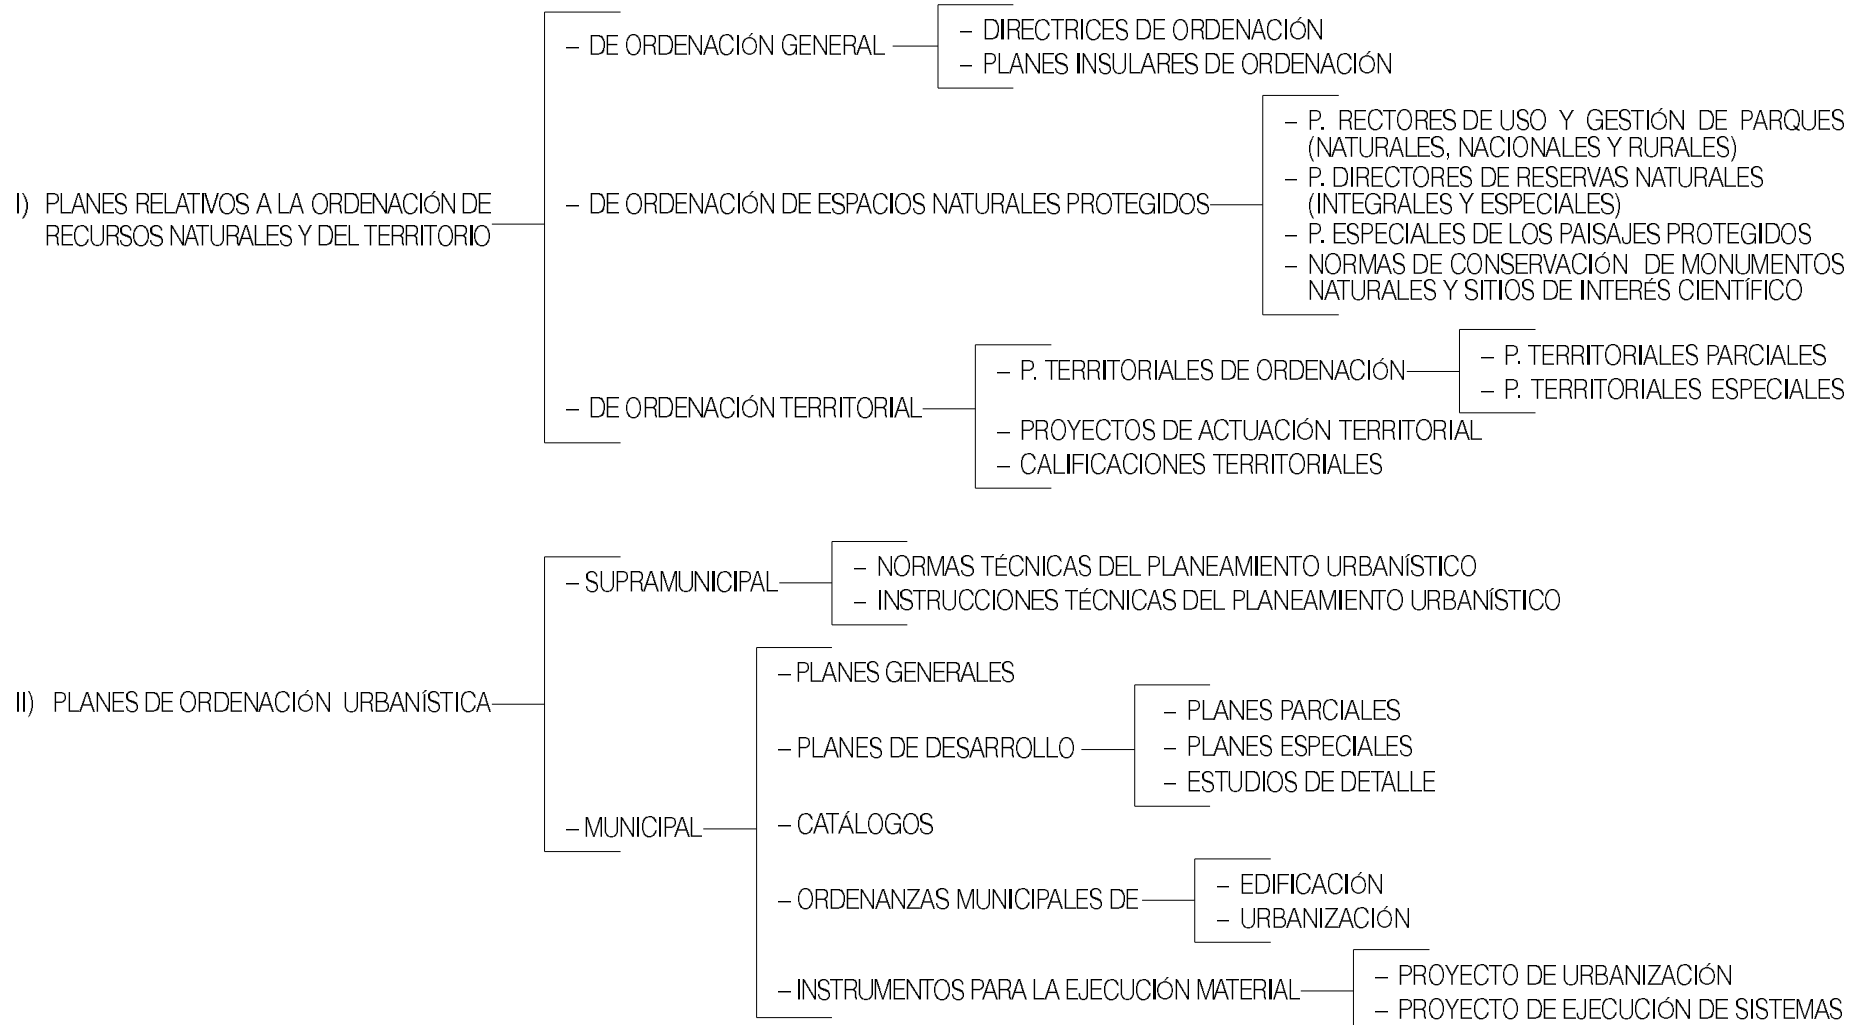 – DE ORDENACIÓN GENERAL
– DIRECTRICES DE ORDENACIÓN
– PLANES INSULARES DE ORDENACIÓN
I) PLANES RELATIVOS A LA ORDENACIÓN DE
RECURSOS NATURALES Y DEL TERRITORIO
– DE ORDENACIÓN DE ESPACIOS NATURALES PROTEGIDOS
– P. RECTORES DE USO Y GESTIÓN DE PARQUES
(NATURALES, NACIONALES Y RURALES)
– P. DIRECTORES DE RESERVAS NATURALES
(INTEGRALES Y ESPECIALES)
– P. ESPECIALES DE LOS PAISAJES PROTEGIDOS
– NORMAS DE CONSERVACIÓN DE MONUMENTOS
NATURALES Y SITIOS DE INTERÉS CIENTÍFICO
– DE ORDENACIÓN TERRITORIAL
– P. TERRITORIALES DE ORDENACIÓN
– P. TERRITORIALES PARCIALES
– P. TERRITORIALES ESPECIALES
– PROYECTOS DE ACTUACIÓN TERRITORIAL
– CALIFICACIONES TERRITORIALES
II) PLANES DE ORDENACIÓN URBANÍSTICA
– SUPRAMUNICIPAL
– NORMAS TÉCNICAS DEL PLANEAMIENTO URBANÍSTICO
– INSTRUCCIONES TÉCNICAS DEL PLANEAMIENTO URBANÍSTICO
– MUNICIPAL
– PLANES GENERALES
– PLANES DE DESARROLLO
– PLANES PARCIALES
– PLANES ESPECIALES
– ESTUDIOS DE DETALLE
– CATÁLOGOS
– ORDENANZAS MUNICIPALES DE
– EDIFICACIÓN
– URBANIZACIÓN
– INSTRUMENTOS PARA LA EJECUCIÓN MATERIAL
– PROYECTO DE URBANIZACIÓN
– PROYECTO DE EJECUCIÓN DE SISTEMAS